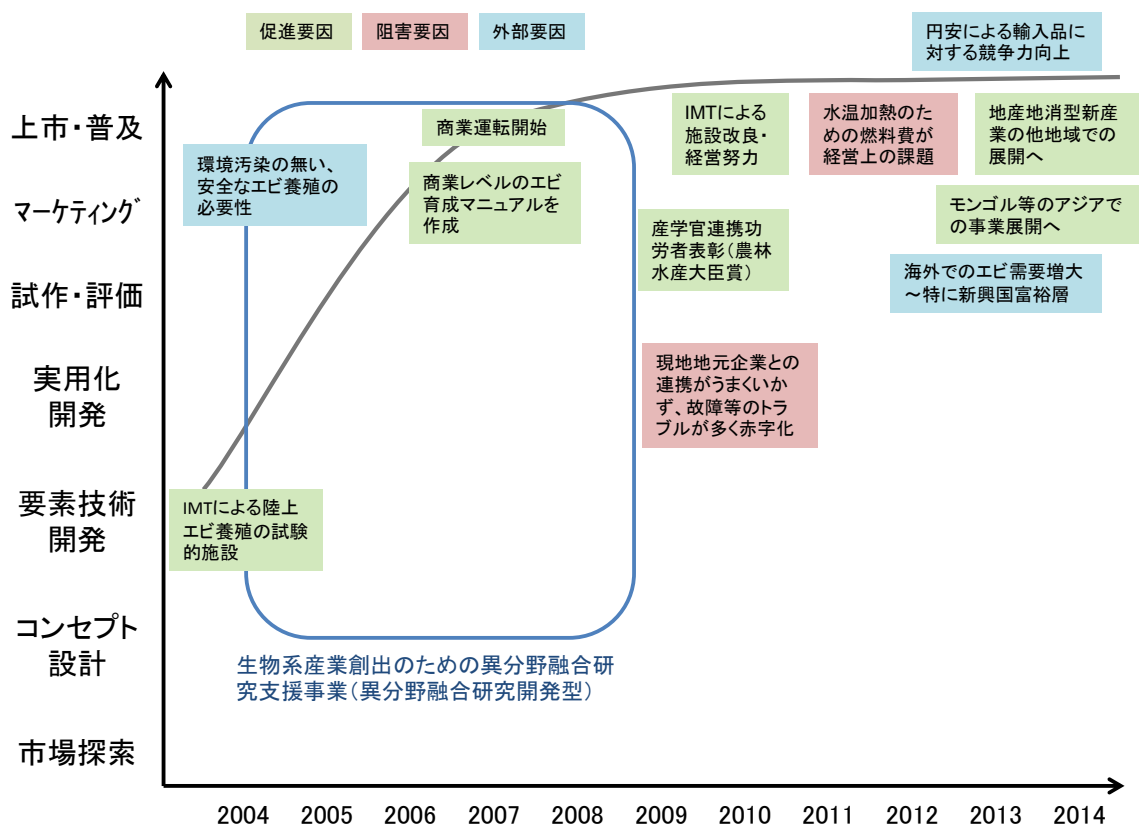 促進要因
阻害要因
外部要因
円安による輸入品に
対する競争力向上
上市・普及
マーケティング
試作・評価
実用化
開発
要素技術
開発
コンセプト
設計
市場探索
環境汚染の無い、
安全なエビ養殖の
必要性
商業運転開始
商業レベルのエビ
育成マニュアルを
作成
IMTによる
施設改良・
経営努力
水温加熱のた
めの燃料費が
経営上の課題
地産地消型新産
業の他地域での
展開へ
産学官連携功
労者表彰（農林
水産大臣賞）
モンゴル等のアジアで
の事業展開へ
海外でのエビ需要増大
～特に新興国富裕層
現地地元企業との
連携がうまくいか
ず、故障等のトラ
ブルが多く赤字化
IMTによる陸上
エビ養殖の試験
的施設
生物系産業創出のための異分野融合研
究支援事業（異分野融合研究開発型）
2004 2005 2006 2007 2008 2009 2010 2011 2012 2013 2014